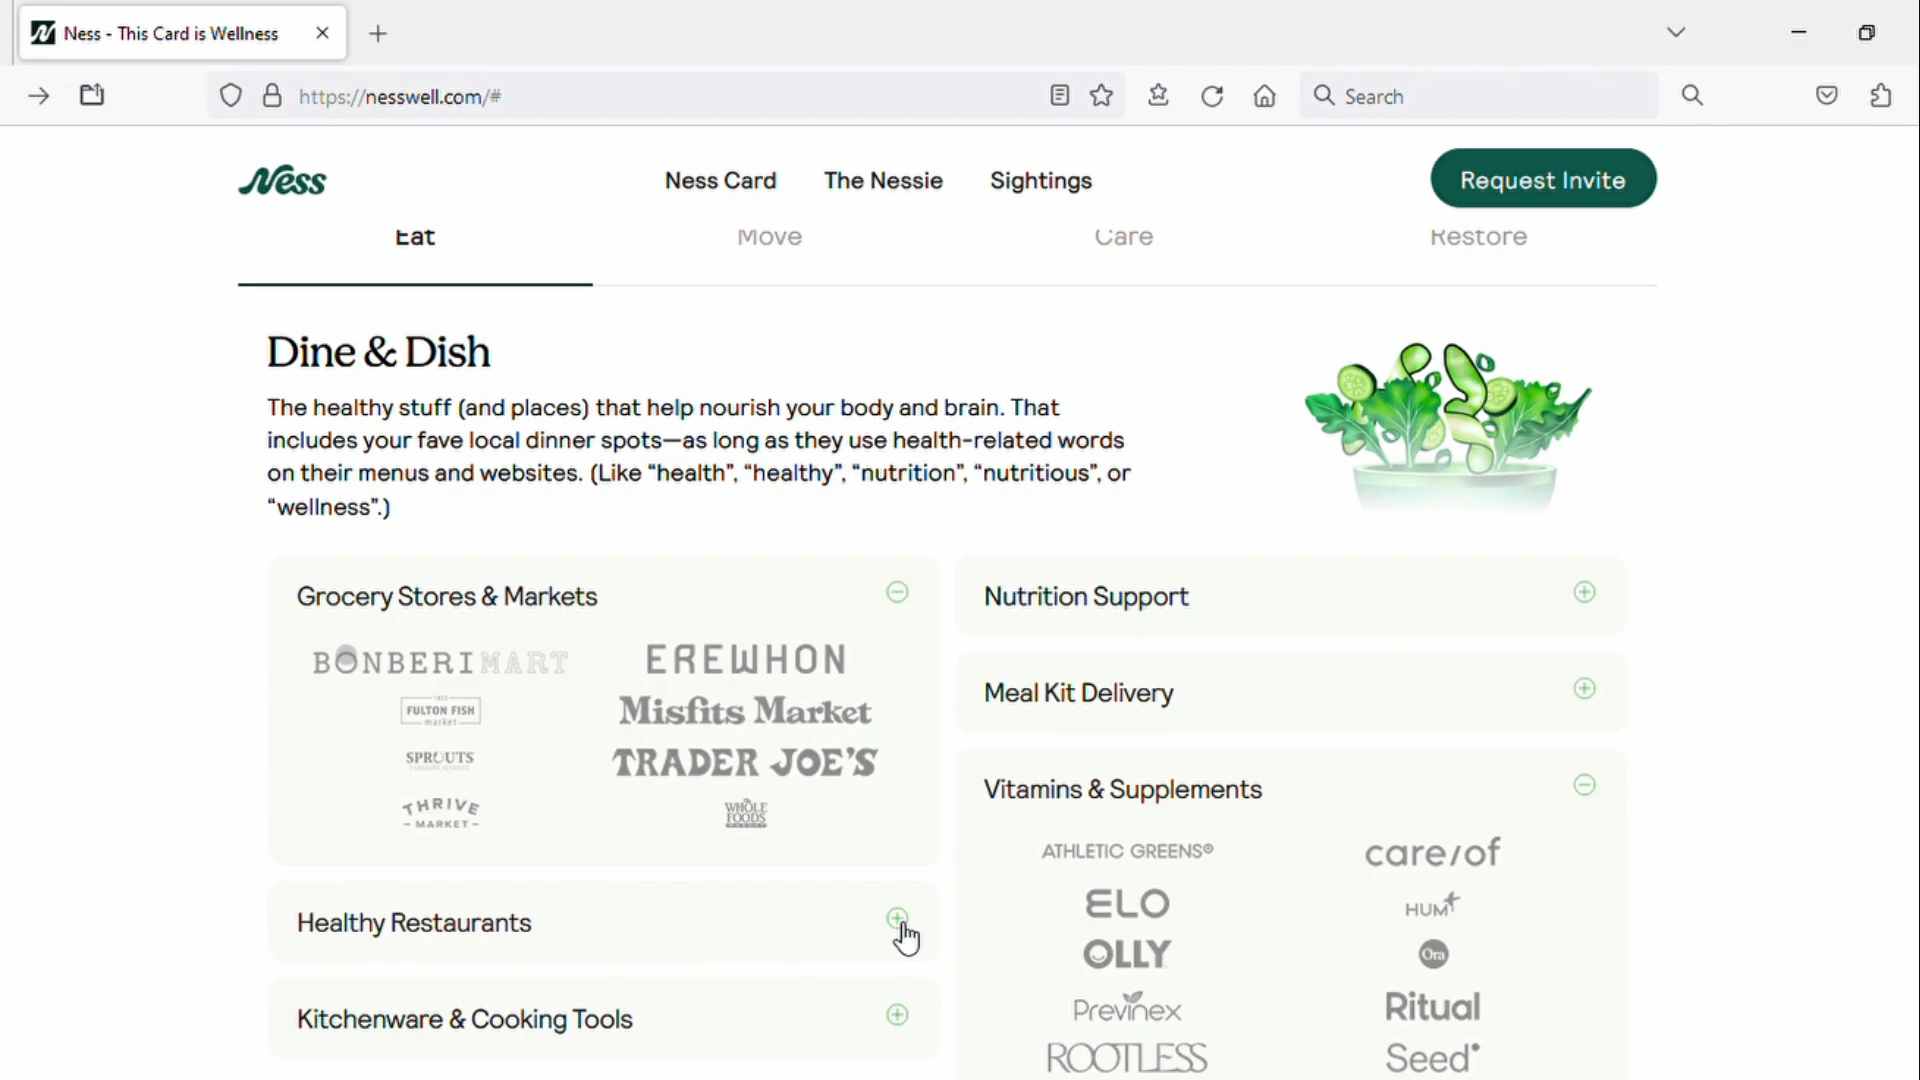 Ness - This Card is Wellness
https://nesswell.com/#
Search
Ness
Ness Card
The Nessie
Sightings
Request Invite
Eat
Move
Care
Restore
Dine & Dish
The healthy stuff (and places) that help nourish your body and brain. That
includes your fave local dinner spots—as long as they use health-related words
on their menus and websites. (Like “health”, “healthy”, “nutrition”, “nutritious”, or
“wellness”.)
Grocery Stores & Markets
BONBERI MART
EREWHON
FULTON FISH
market
Misfits Market
SPROUTS
TRADER JOE'S
THRIVE
- MARKET -
WHOLE
FOODS
MARKET
Healthy Restaurants
Kitchenware & Cooking Tools
Nutrition Support
Meal Kit Delivery
Vitamins & Supplements
ATHLETIC GREENS®
care/of
ELO
HUM
OLLY
Ora
Previnex
Ritual
ROOTLESS
Seed